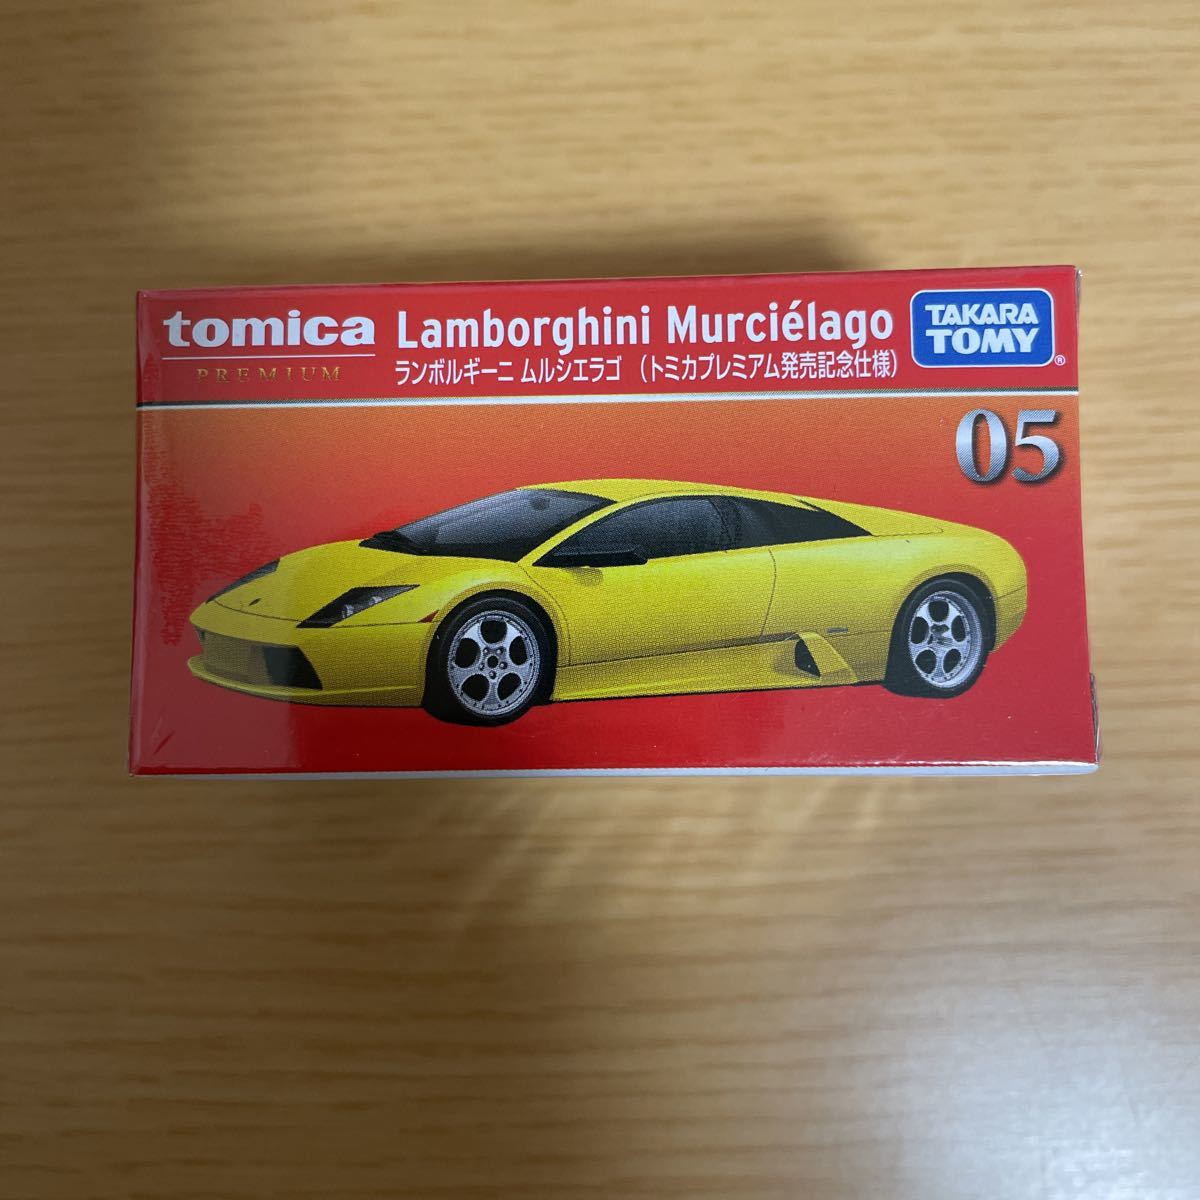 tomica
PREMIUM
Lamborghini Murciélago
ランボルギーニ ムルシエラゴ （トミカプレミアム発売記念仕様）
TAKARA
TOMY
®
05